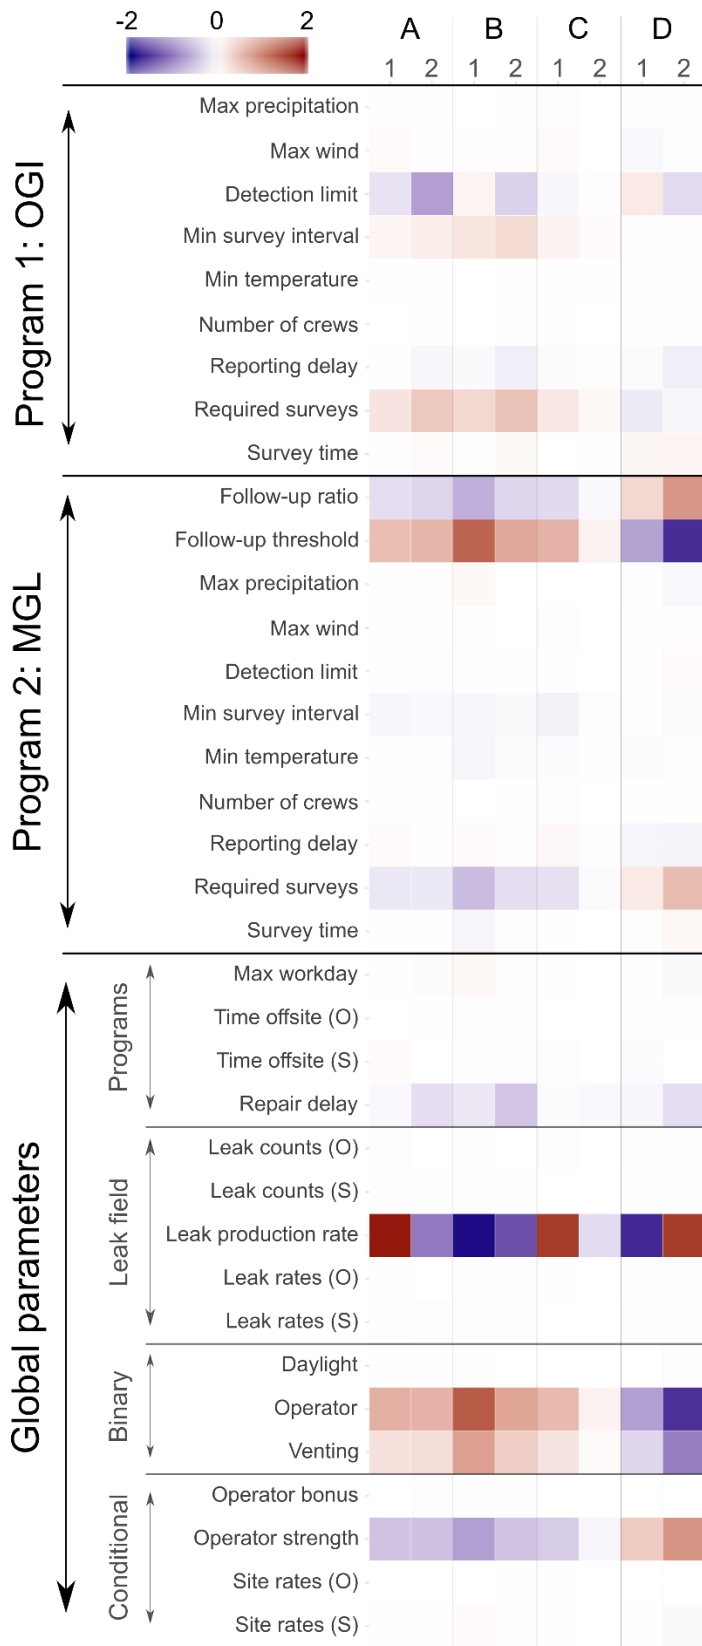 -2 0 2
A B C D
1 2 1 2 1 2 1 2
Program 1: OGI
Max precipitation
Max wind
Detection limit
Min survey interval
Min temperature
Number of crews
Reporting delay
Required surveys
Survey time
Program 2: MGL
Follow-up ratio
Follow-up threshold
Max precipitation
Max wind
Detection limit
Min survey interval
Min temperature
Number of crews
Reporting delay
Required surveys
Survey time
Global parameters
Programs
Max workday
Time offsite (O)
Time offsite (S)
Repair delay
Leak field
Leak counts (O)
Leak counts (S)
Leak production rate
Leak rates (O)
Leak rates (S)
Binary
Daylight
Operator
Venting
Conditional
Operator bonus
Operator strength
Site rates (O)
Site rates (S)